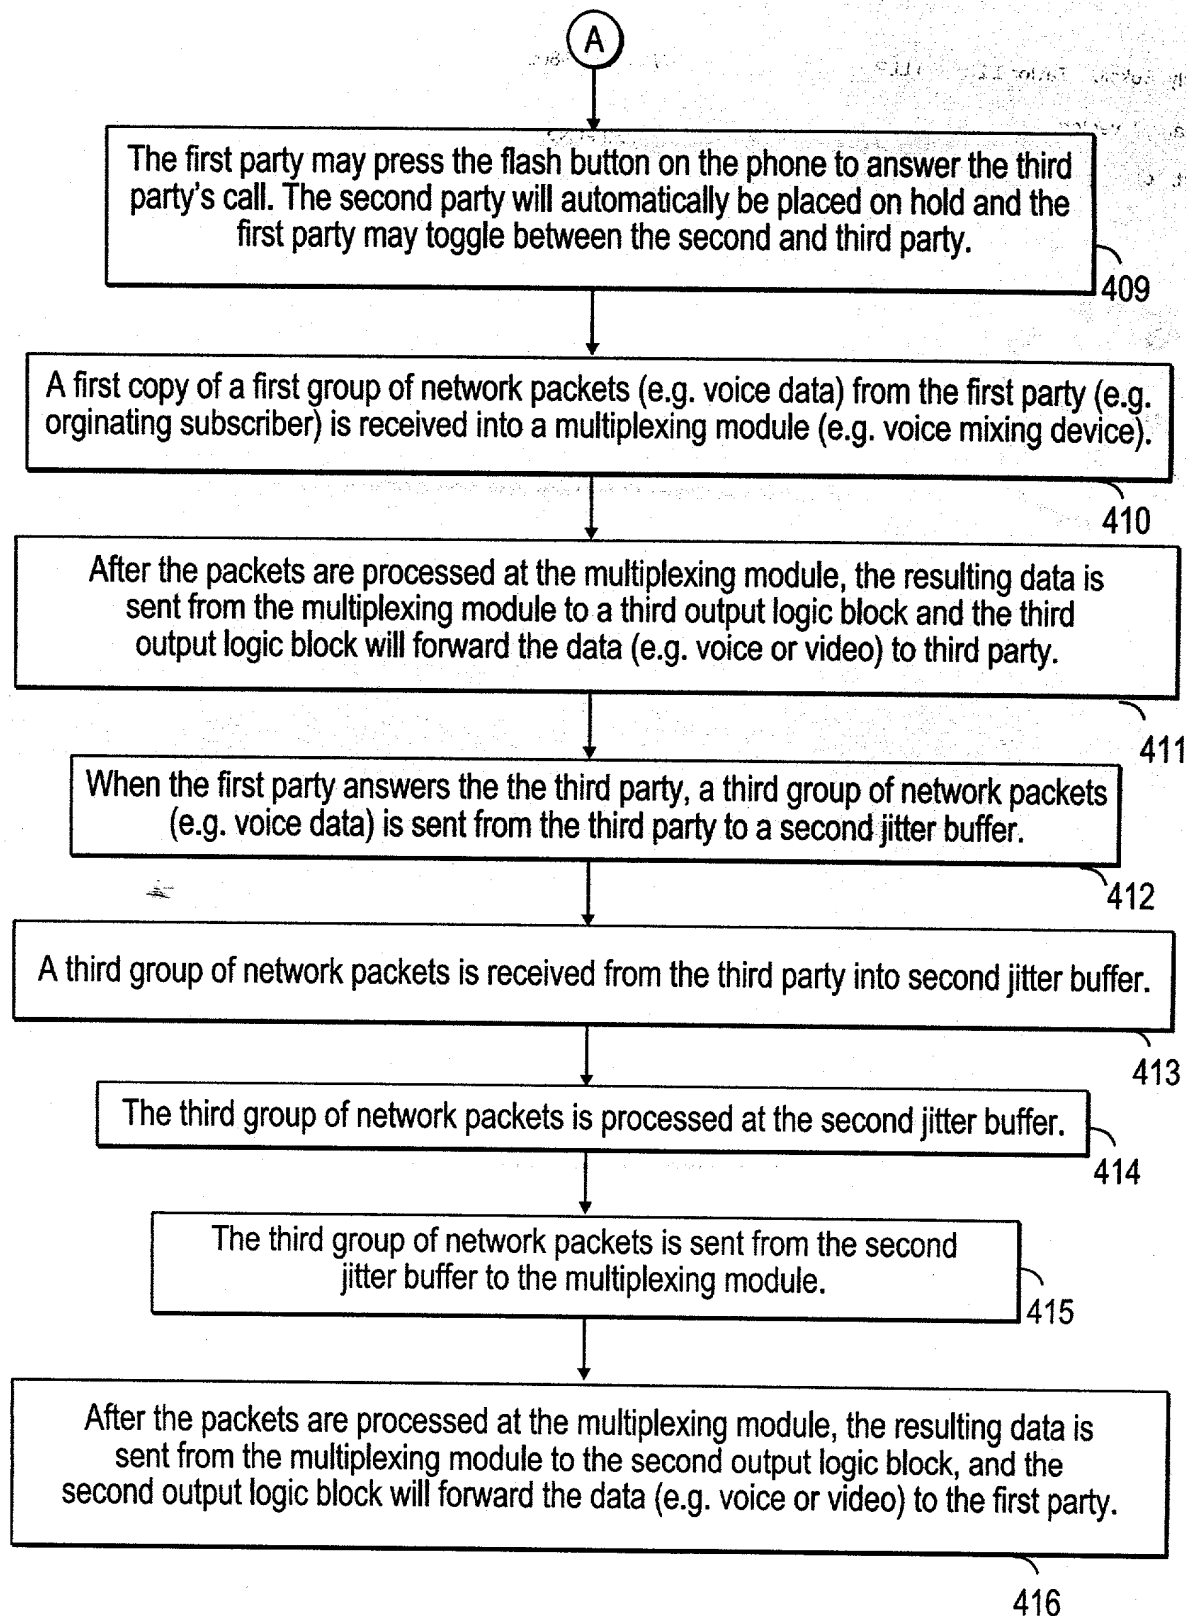 A
The first party may press the flash button on the phone to answer the third
party's call. The second party will automatically be placed on hold and the
first party may toggle between the second and third party.
409
A first copy of a first group of network packets (e.g. voice data) from the first party (e.g.
orginating subscriber) is received into a multiplexing module (e.g. voice mixing device).
410
After the packets are processed at the multiplexing module, the resulting data is
sent from the multiplexing module to a third output logic block and the third
output logic block will forward the data (e.g. voice or video) to third party.
411
When the first party answers the the third party, a third group of network packets
(e.g. voice data) is sent from the third party to a second jitter buffer.
412
A third group of network packets is received from the third party into second jitter buffer.
413
The third group of network packets is processed at the second jitter buffer.
414
The third group of network packets is sent from the second
jitter buffer to the multiplexing module.
415
After the packets are processed at the multiplexing module, the resulting data is
sent from the multiplexing module to the second output logic block, and the
second output logic block will forward the data (e.g. voice or video) to the first party.
416